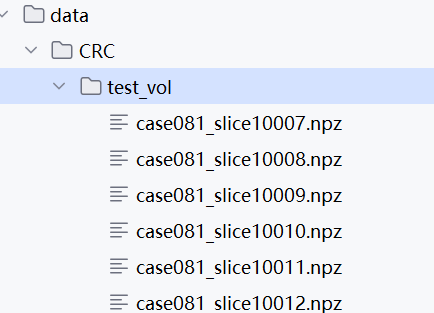 data
CRC
test_vol
case081_slice10007.npz
case081_slice10008.npz
case081_slice10009.npz
case081_slice10010.npz
case081_slice10011.npz
case081_slice10012.npz